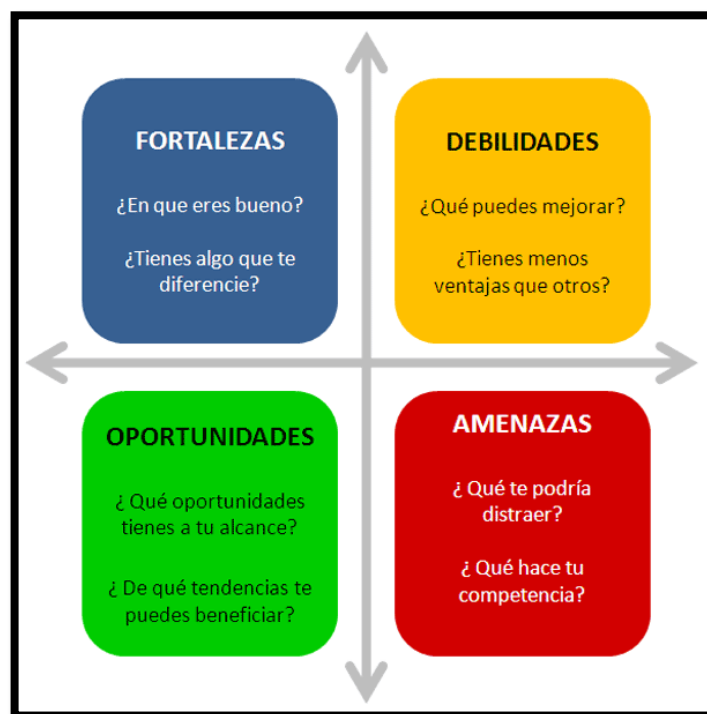 FORTALEZAS
¿En que eres bueno?
¿Tienes algo que te
diferencie?
DEBILIDADES
¿Qué puedes mejorar?
¿Tienes menos
ventajas que otros?
OPORTUNIDADES
¿ Qué oportunidades
tienes a tu alcance?
¿ De qué tendencias te
puedes beneficiar?
AMENAZAS
¿ Qué te podría
distraer?
¿ Qué hace tu
competencia?